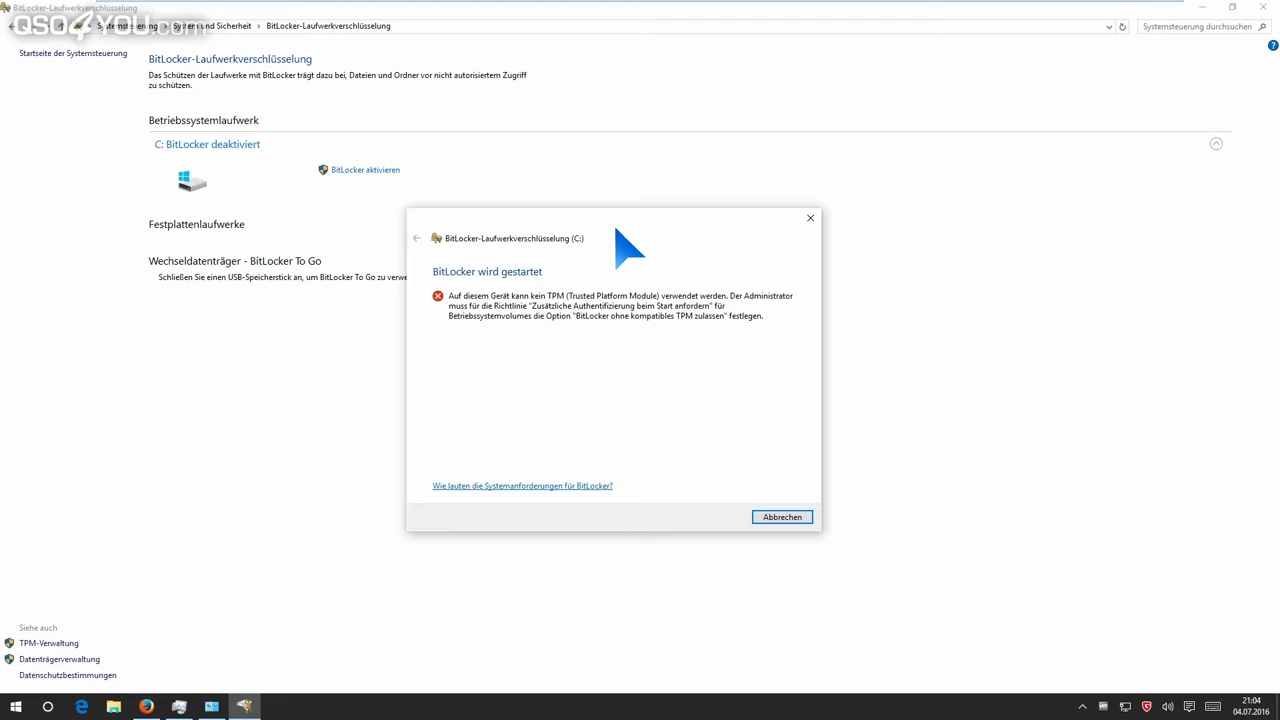 BitLocker-Laufwerkverschlüsselung
QSO4YOU.com
Systemsteuerung > System und Sicherheit > BitLocker-Laufwerkverschlüsselung
Systemsteuerung durchsuchen
Startseite der Systemsteuerung
BitLocker-Laufwerkverschlüsselung
Das Schützen der Laufwerke mit BitLocker trägt dazu bei, Dateien und Ordner vor nicht autorisiertem Zugriff
zu schützen.
Betriebssystemlaufwerk
C: BitLocker deaktiviert
BitLocker aktivieren
Festplattenlaufwerke
Wechseldatenträger - BitLocker To Go
Schließen Sie einen USB-Speicherstick an, um BitLocker To Go zu verwe
BitLocker-Laufwerkverschlüsselung (C:)
BitLocker wird gestartet
Auf diesem Gerät kann kein TPM (Trusted Platform Module) verwendet werden. Der Administrator
muss für die Richtlinie "Zusätzliche Authentifizierung beim Start anfordern" für
Betriebssystemvolumes die Option "BitLocker ohne kompatibles TPM zulassen" festlegen.
Wie lauten die Systemanforderungen für BitLocker?
Abbrechen
Siehe auch
TPM-Verwaltung
Datenträgerverwaltung
Datenschutzbestimmungen
21:04
04.07.2016